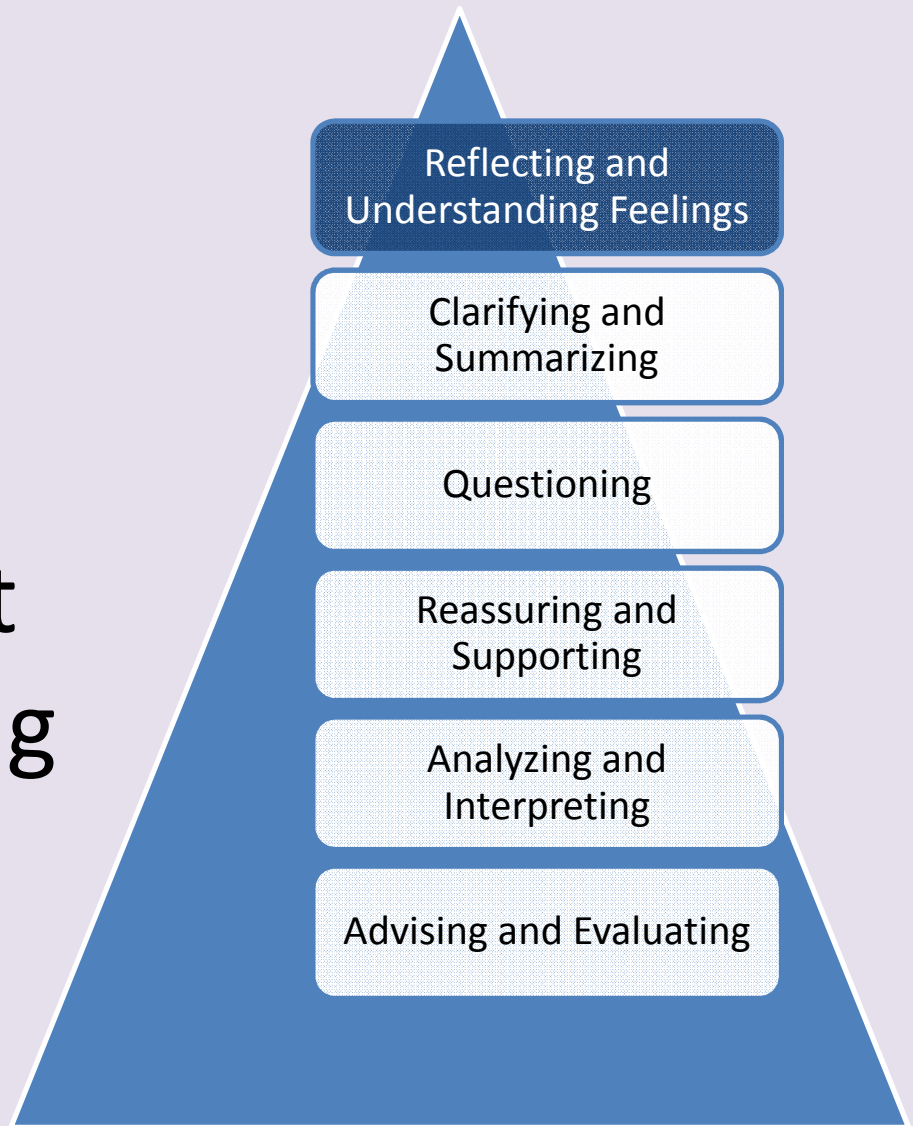 Reflecting and
Understanding Feelings
Clarifying and
Summarizing
Questioning
Reassuring and
Supporting
Analyzing and
Interpreting
Advising and Evaluating